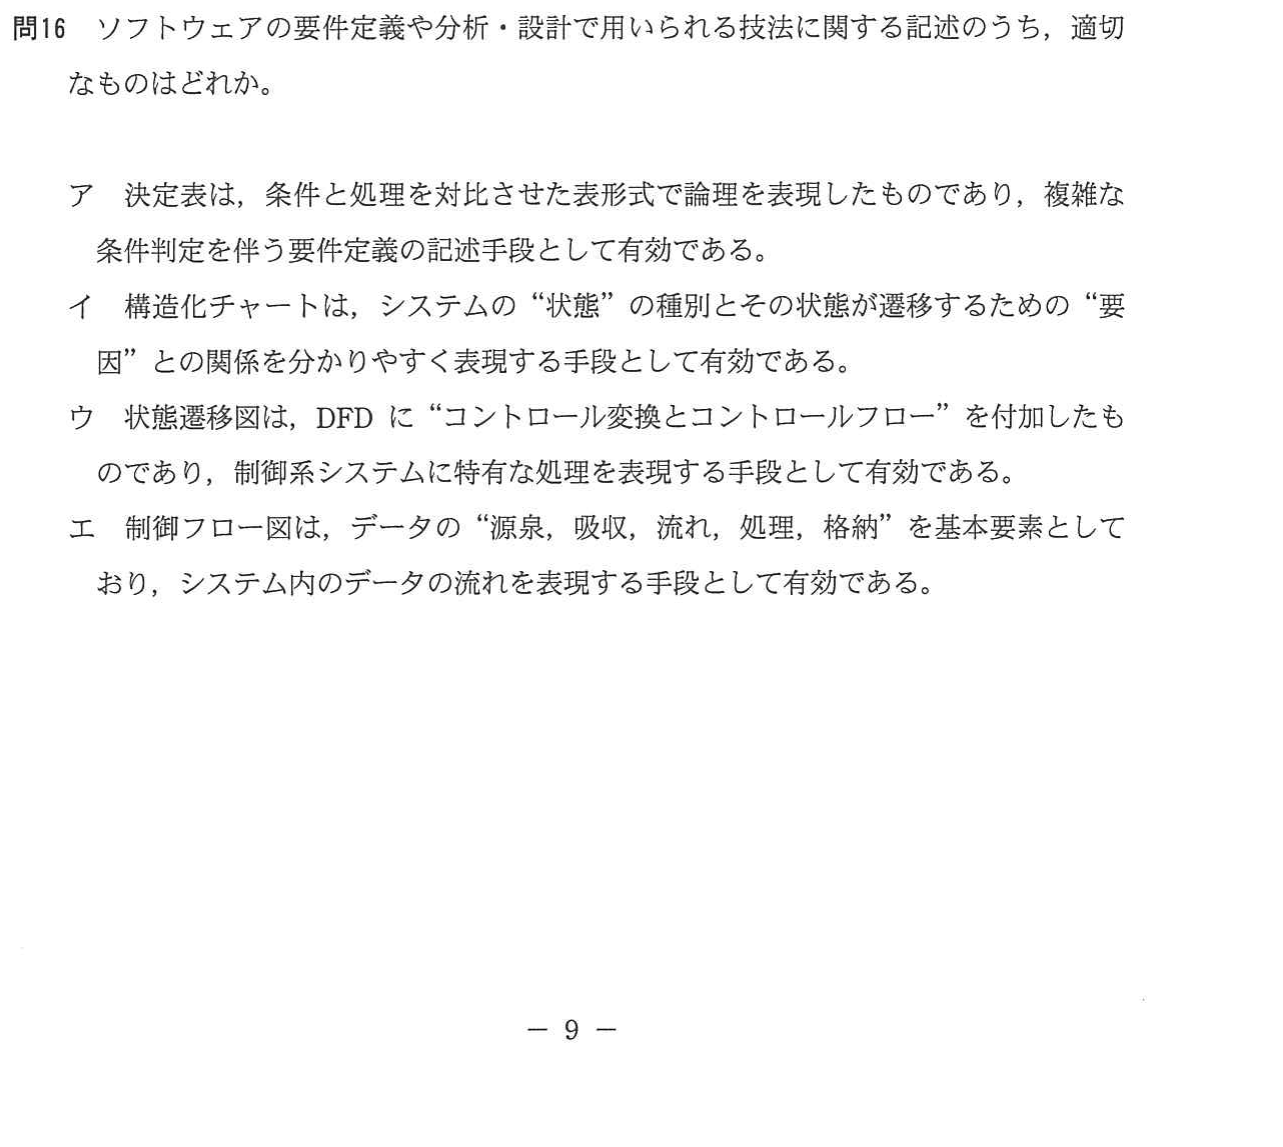 問16　ソフトウェアの要件定義や分析・設計で用いられる技法に関する記述のうち，適切
なものはどれか。
ア　決定表は，条件と処理を対比させた表形式で論理を表現したものであり，複雑な
条件判定を伴う要件定義の記述手段として有効である。
イ　構造化チャートは，システムの“状態”の種別とその状態が遷移するための“要
因”との関係を分かりやすく表現する手段として有効である。
ウ　状態遷移図は，DFD に“コントロール変換とコントロールフロー”を付加したも
のであり，制御系システムに特有な処理を表現する手段として有効である。
エ　制御フロー図は，データの“源泉，吸収，流れ，処理，格納”を基本要素として
おり，システム内のデータの流れを表現する手段として有効である。
― 9 ―